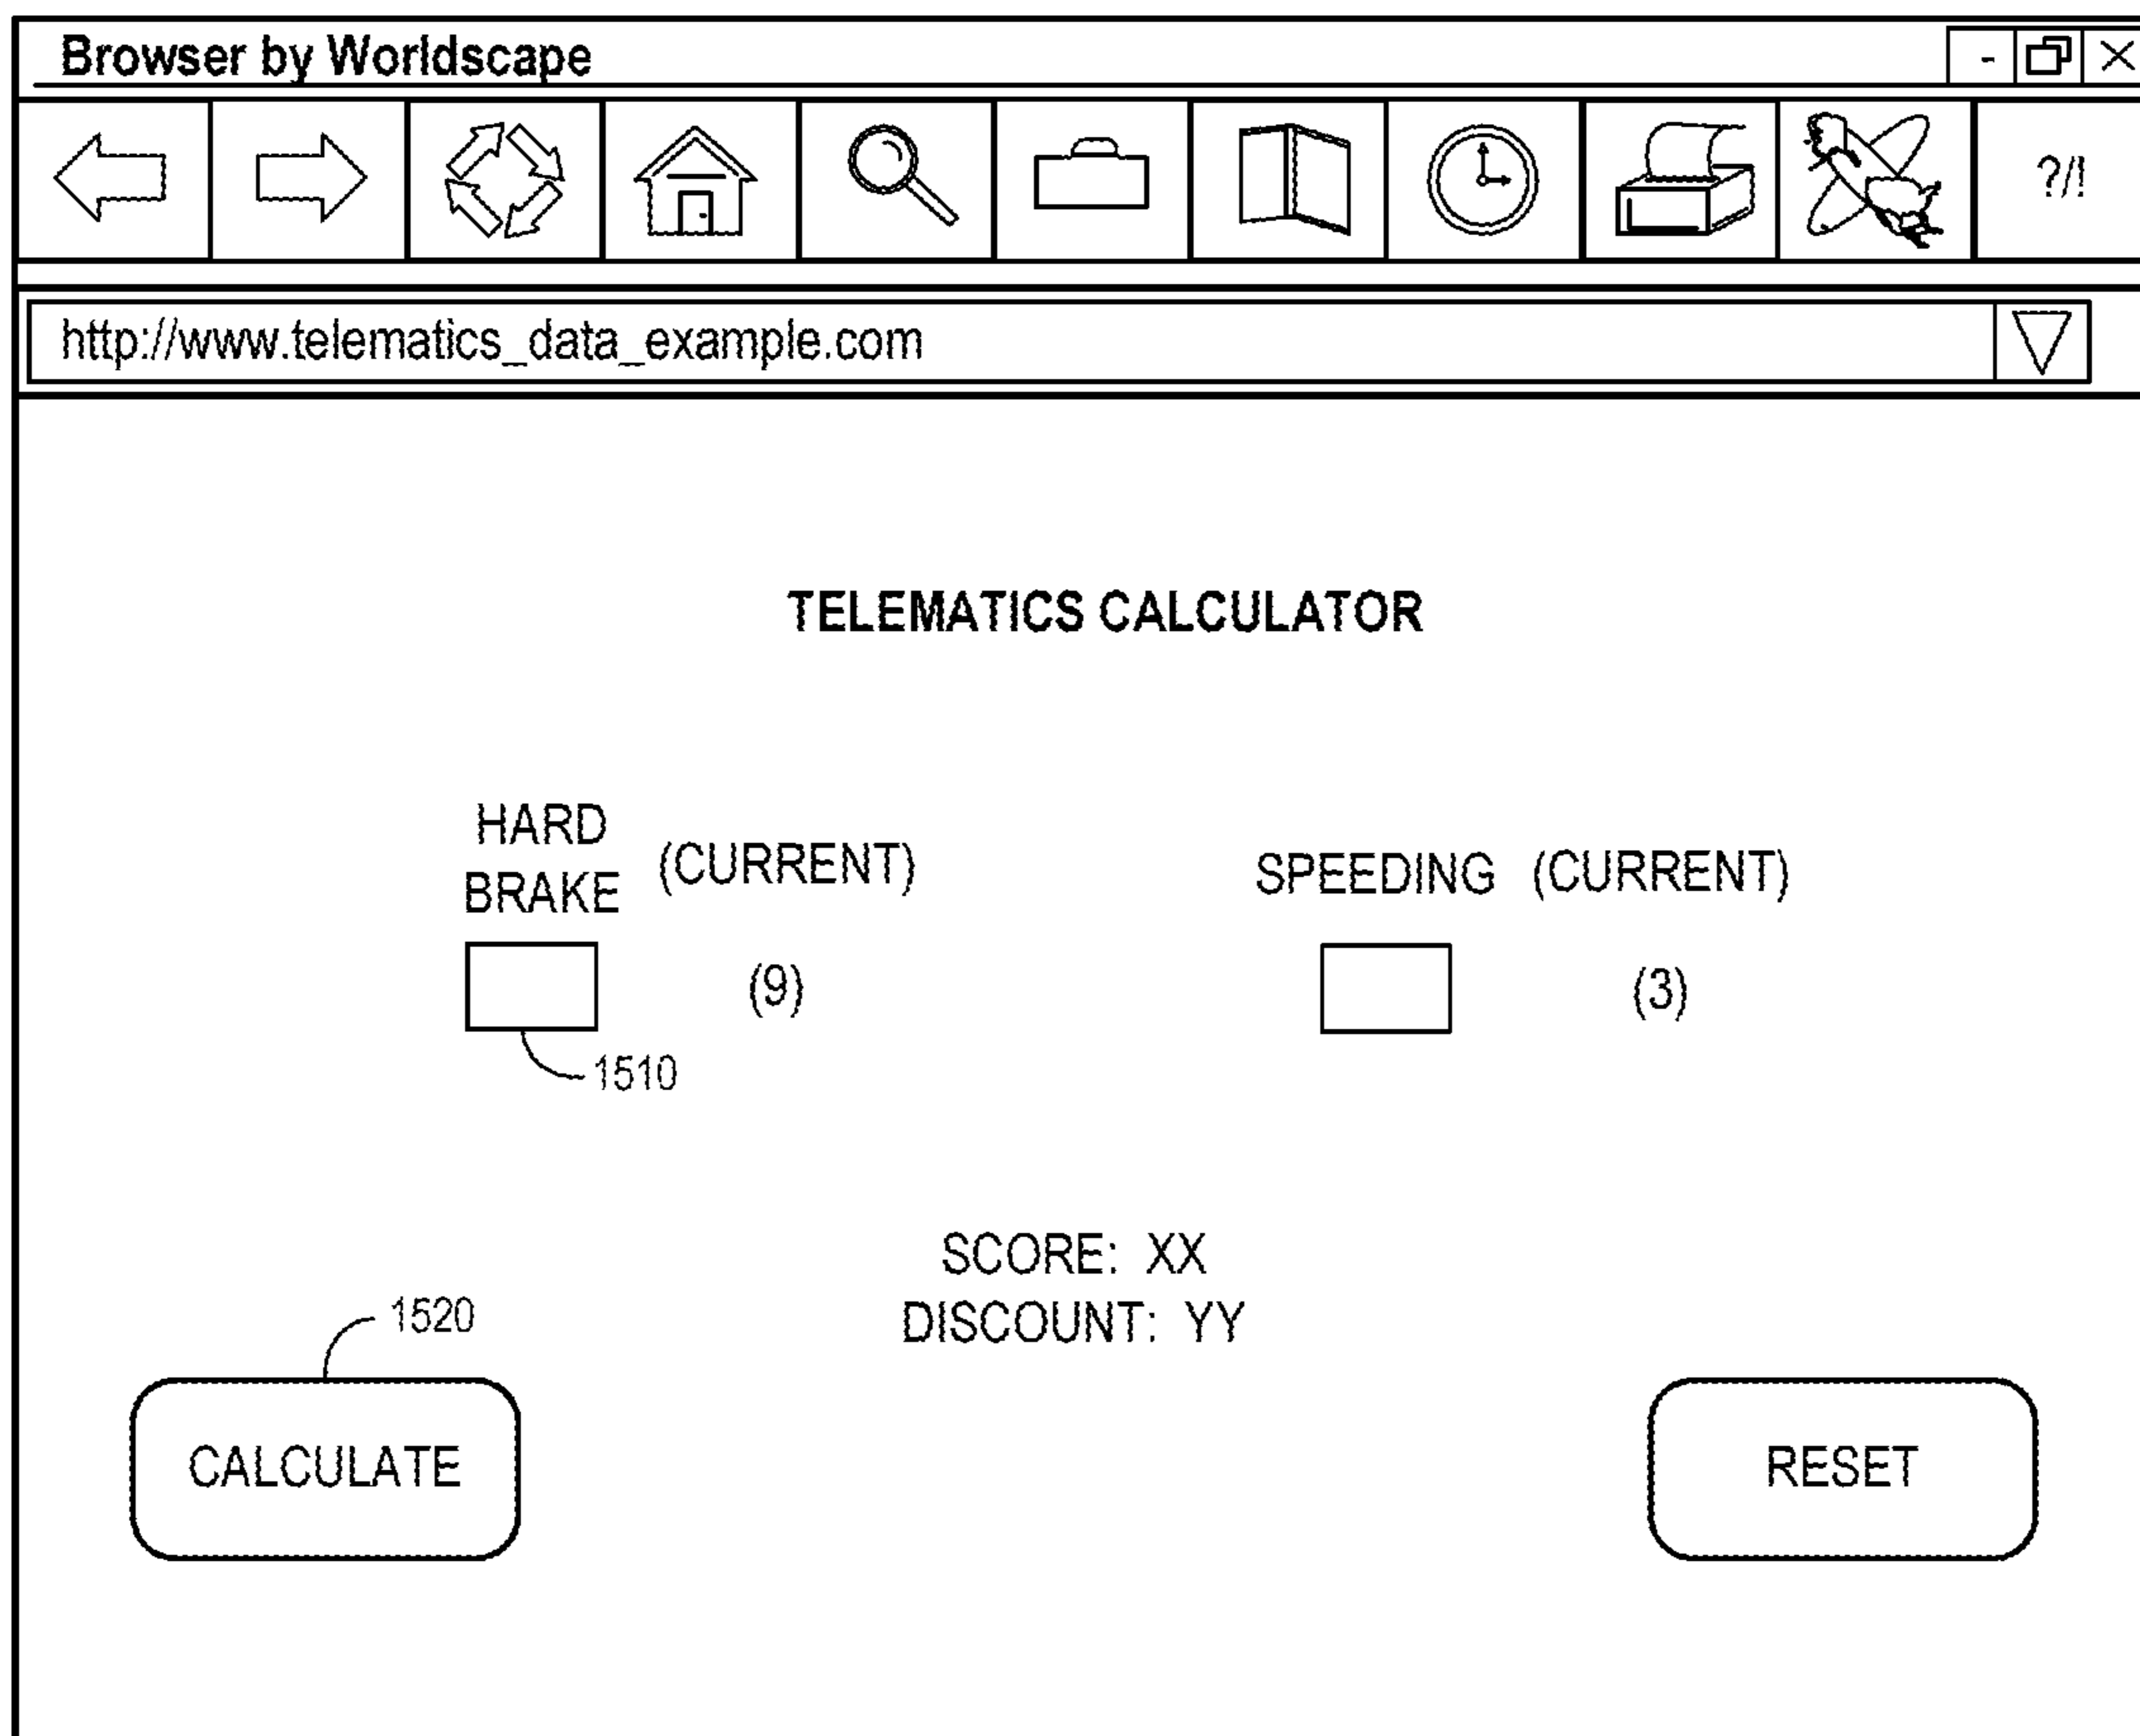 Browser by Worldscape
?/!
http://www.telematics_data_example.com
TELEMATICS CALCULATOR
HARD
BRAKE (CURRENT)
SPEEDING (CURRENT)
(9)
(3)
1510
SCORE: XX
DISCOUNT: YY
1520
CALCULATE
RESET